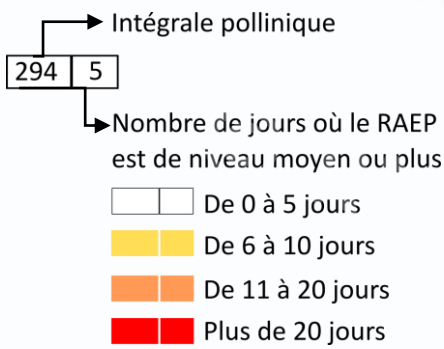 Intégrale pollinique
294 5
Nombre de jours où le RAEP
est de niveau moyen ou plus
De 0 à 5 jours
De 6 à 10 jours
De 11 à 20 jours
Plus de 20 jours